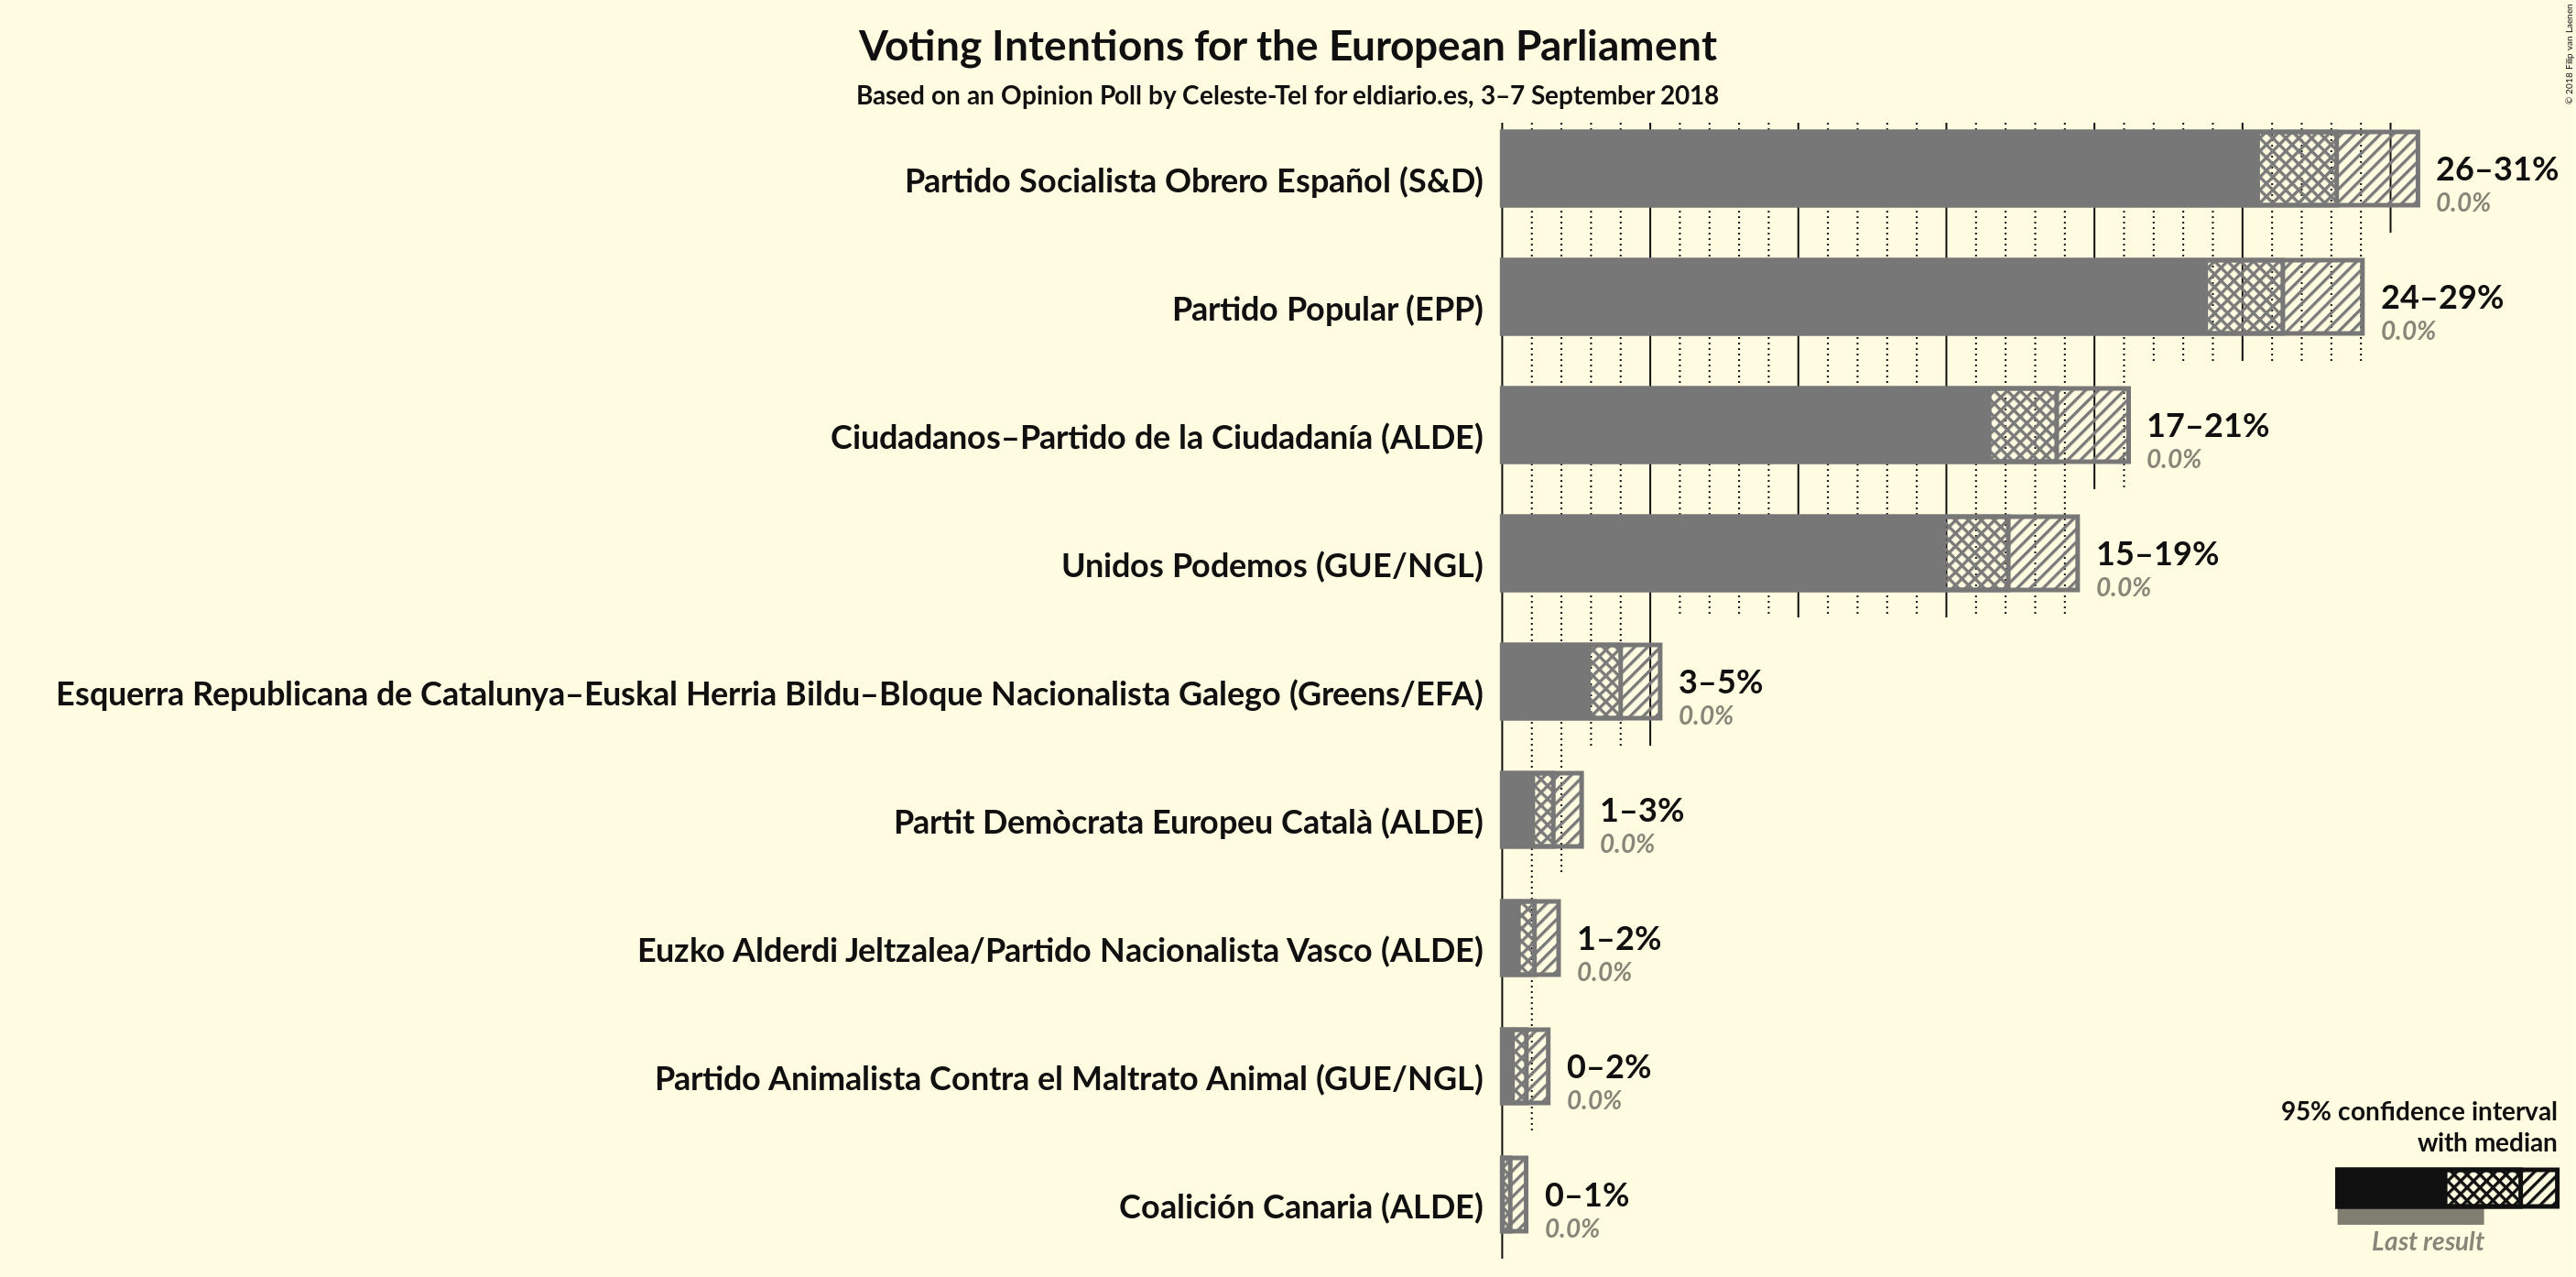 Voting Intentions for the European Parliament
Based on an Opinion Poll by Celeste-Tel for eldiario.es, 3–7 September 2018
© 2018 Filip van Laenen
Partido Socialista Obrero Español (S&D)
26–31%
0.0%
Partido Popular (EPP)
24–29%
0.0%
Ciudadanos–Partido de la Ciudadanía (ALDE)
17–21%
0.0%
Unidos Podemos (GUE/NGL)
15–19%
0.0%
Esquerra Republicana de Catalunya–Euskal Herria Bildu–Bloque Nacionalista Galego (Greens/EFA)
3–5%
0.0%
Partit Demòcrata Europeu Català (ALDE)
1–3%
0.0%
Euzko Alderdi Jeltzalea/Partido Nacionalista Vasco (ALDE)
1–2%
0.0%
Partido Animalista Contra el Maltrato Animal (GUE/NGL)
0–2%
0.0%
Coalición Canaria (ALDE)
0–1%
0.0%
95% confidence interval
with median
Last result